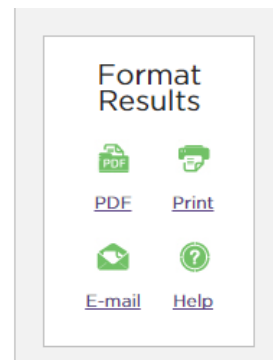 Format
Results
PDF
PDF Print
E-mail Help